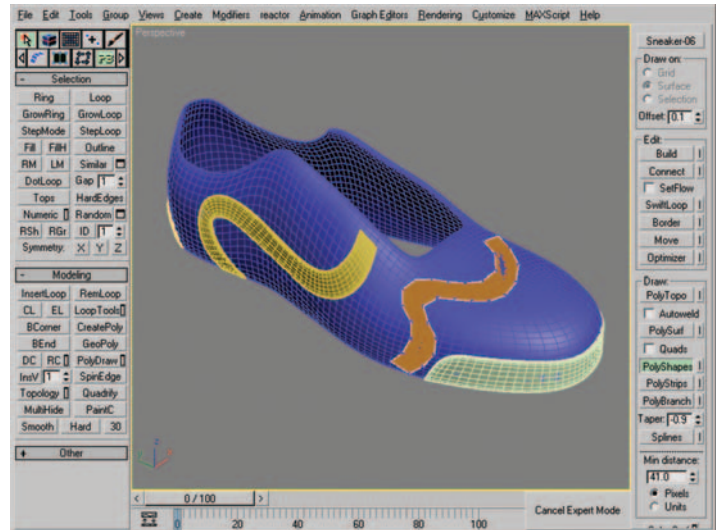 File Edit Tools Group Views Create Modifiers reactor Animation Graph Editors Rendering Customize MAXScript Help
Perspective
- Selection
Ring Loop
GrowRing GrowLoop
StepMode StepLoop
Fill FillH Outline
RM LM Similar
DotLoop Gap 1
Tops HardEdges
Numeric Random
RSh RGr ID 1
Symmetry: X Y Z
- Modeling
InsertLoop RemLoop
CL EL LoopTools
BCorner CreatePoly
BEnd GeoPoly
DC RC PolyDraw
InsV 1 SpinEdge
Topology Quadrify
MultiHide PaintC
Smooth Hard 30
+ Other
z
< 0 / 100 >
0 20 40 60 80 100
Cancel Expert Mode
Sneaker-06
Draw on:
Grid
Surface
Selection
Offset: 0.1
Edit:
Build I
Connect I
SetFlow
SwiftLoop I
Border I
Move I
Optimizer I
Draw:
PolyTopo I
Autoweld
PolySurf I
Quads
PolyShapes I
PolyStrips I
PolyBranch I
Taper: -0.9
Splines I
Min distance:
41.0
Pixels
Units